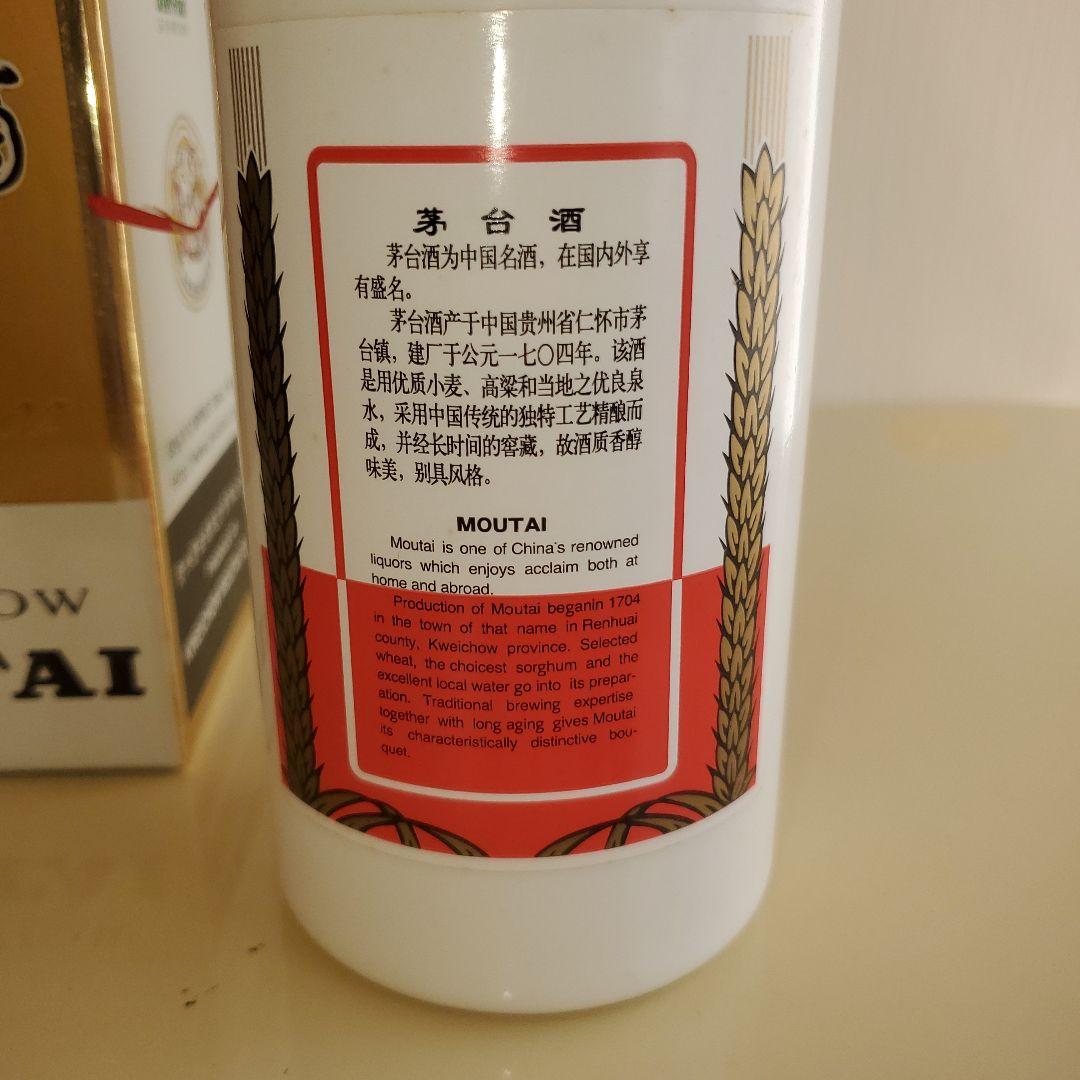 OW
TAI
茅台酒
茅台酒为中国名酒，在国内外享
有盛名。
茅台酒产于中国贵州省仁怀市茅
台镇，建厂于公元一七〇四年。该酒
是用优质小麦、高粱和当地之优良泉
水，采用中国传统的独特工艺精酿而
成，并经长时间的窖藏，故酒质香醇
味美，别具风格。
MOUTAI
Moutai is one of China's renowned
liquors which enjoys acclaim both at
home and abroad.
Production of Moutai beganin 1704
in the town of that name in Renhuai
county, Kweichow province. Selected
wheat, the choicest sorghum and the
excellent local water go into its prepar-
ation. Traditional brewing expertise
together with long aging gives Moutai
its characteristically distinctive bou-
quet.